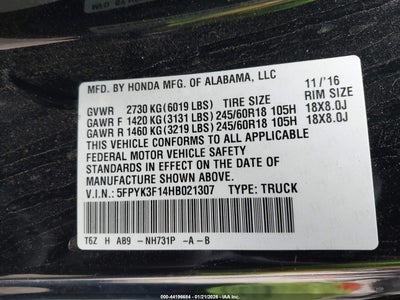 MFD. BY HONDA MFG. OF ALABAMA, LLC
11/'16
GVWR 2730 KG(6019 LBS) TIRE SIZE RIM SIZE
GAWR F 1420 KG(3131 LBS) 245/60R18 105H 18X8.0J
GAWR R 1460 KG(3219 LBS) 245/60R18 105H 18X8.0J
THIS VEHICLE CONFORMS TO ALL APPLICABLE
FEDERAL MOTOR VEHICLE SAFETY
STANDARDS IN EFFECT ON THE DATE OF
MANUFACTURE SHOWN ABOVE.
V.I.N.: 5FPYK3F14HB021307 TYPE: TRUCK
T6Z H AB9 -NH731P -A-B
000-44196684 - 01/21/2026 - IAA Inc.